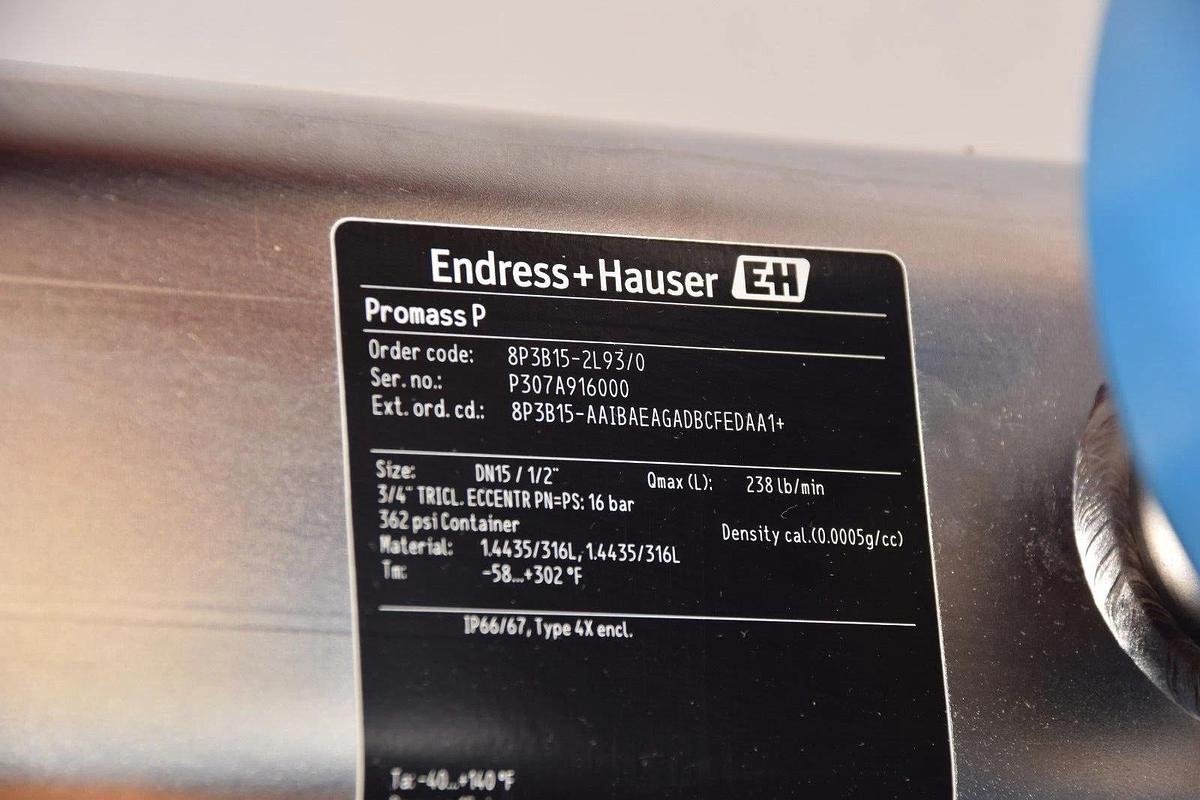 Endress+Hauser EH
Promass P
Order code: 8P3B15-2L93/0
Ser. no.: P307A916000
Ext. ord. cd.: 8P3B15-AAIBAEAGADBCFEDAA1+
Size: DN15 / 1/2" Qmax (L): 238 lb/min
3/4" TRICL. ECCENTR PN=PS: 16 bar
362 psi Container Density cal.(0.0005g/cc)
Material: 1.4435/316L, 1.4435/316L
Tm: -58...+302 °F
IP66/67, Type 4X encl.
Ta: -40...+140 °F